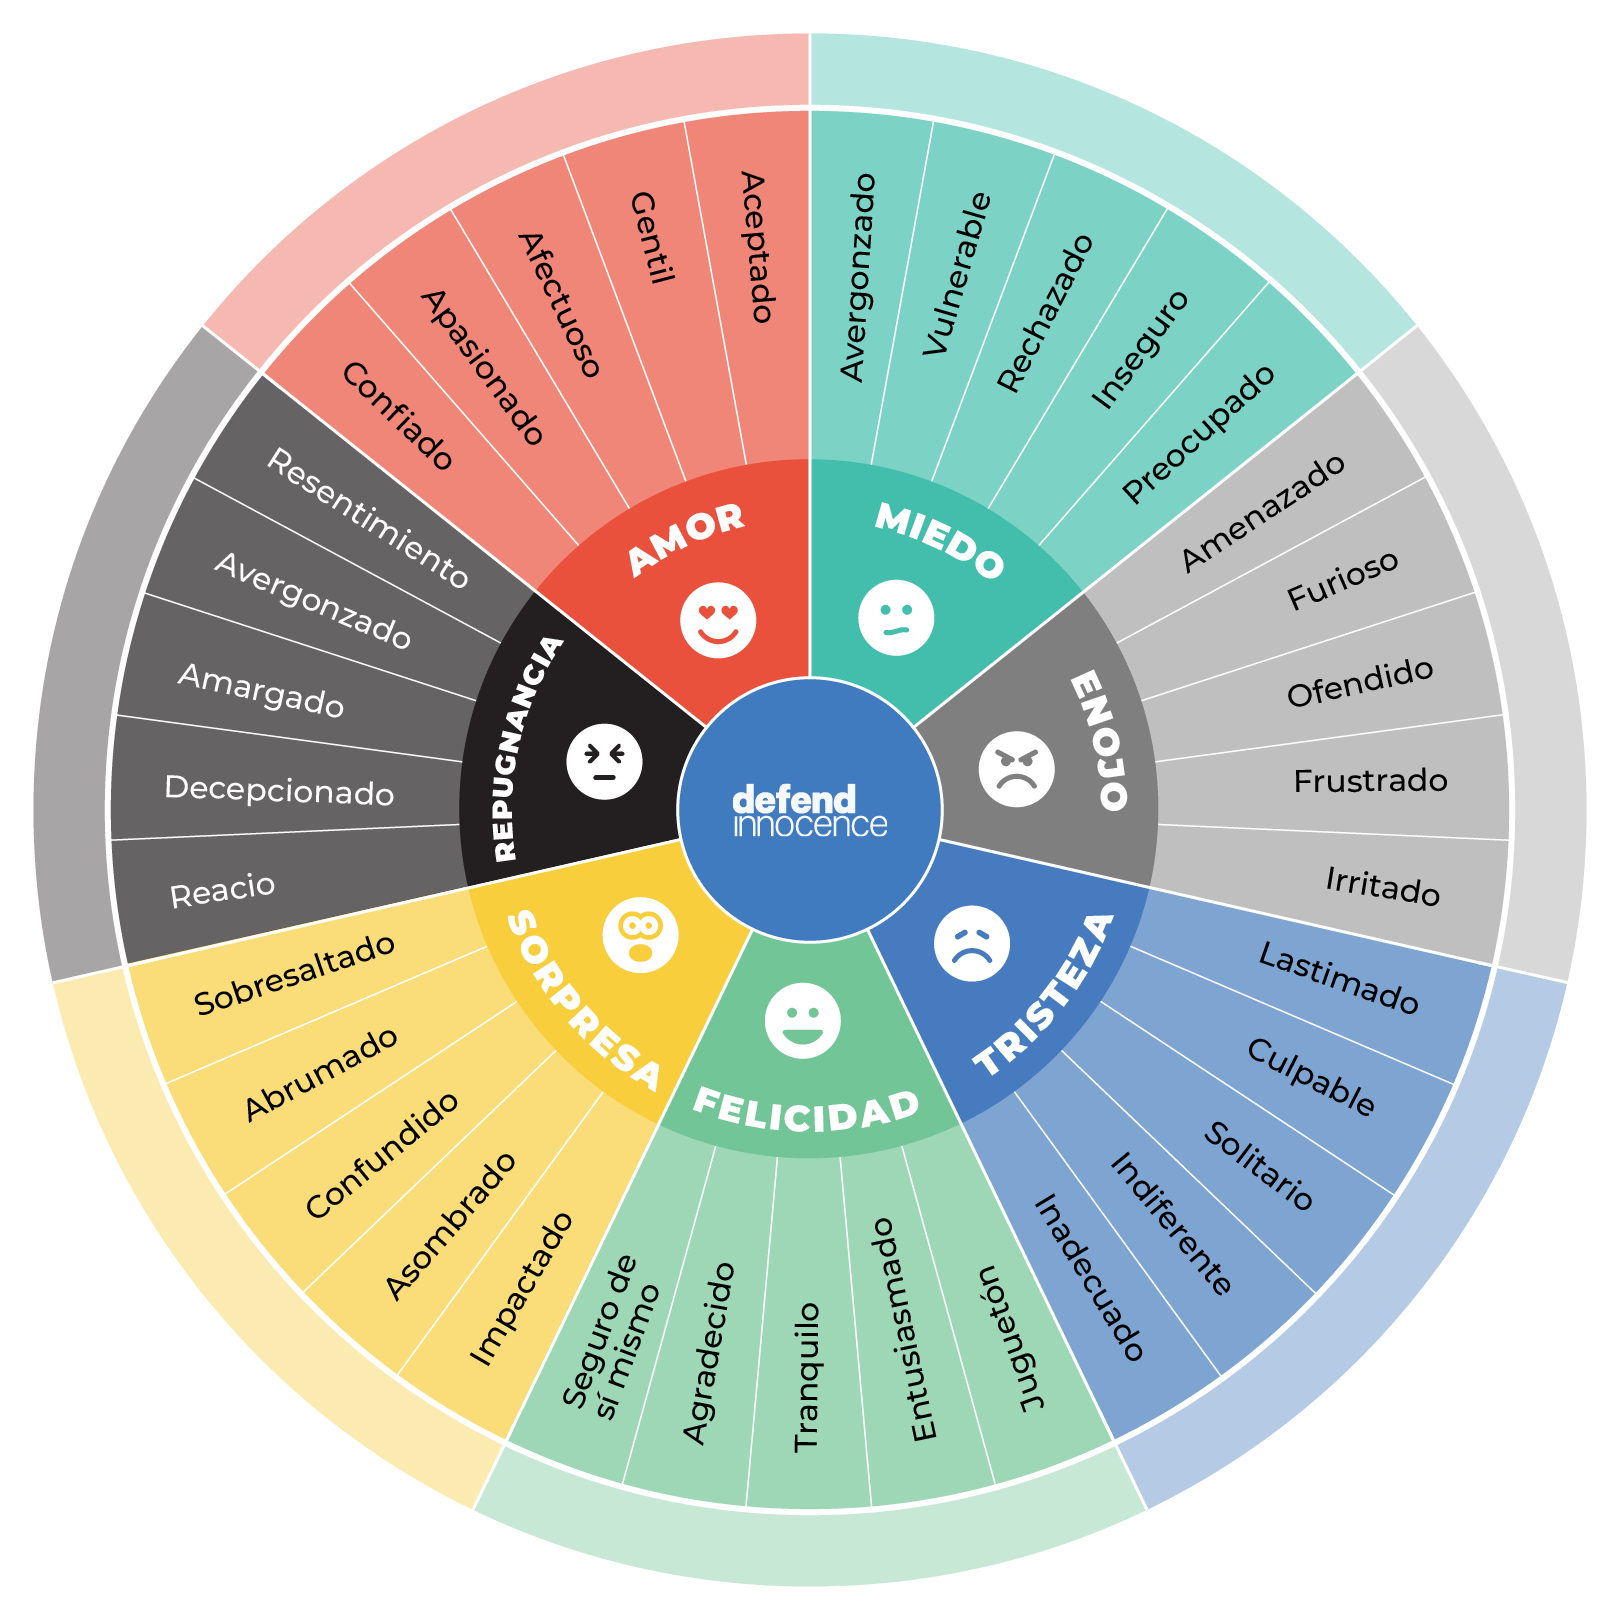 defend
innocence
AMOR
Confiado
Apasionado
Afectuoso
Gentil
Aceptado
MIEDO
Avergonzado
Vulnerable
Rechazado
Inseguro
Preocupado
ENOJO
Amenazado
Furioso
Ofendido
Frustrado
Irritado
TRISTEZA
Lastimado
Culpable
Solitario
Indiferente
Inadecuado
FELICIDAD
Juguetón
Entusiasmado
Tranquilo
Agradecido
Seguro de
sí mismo
SORPRESA
Impactado
Asombrado
Confundido
Abrumado
Sobresaltado
REPUGNANCIA
Reacio
Decepcionado
Amargado
Avergonzado
Resentimiento